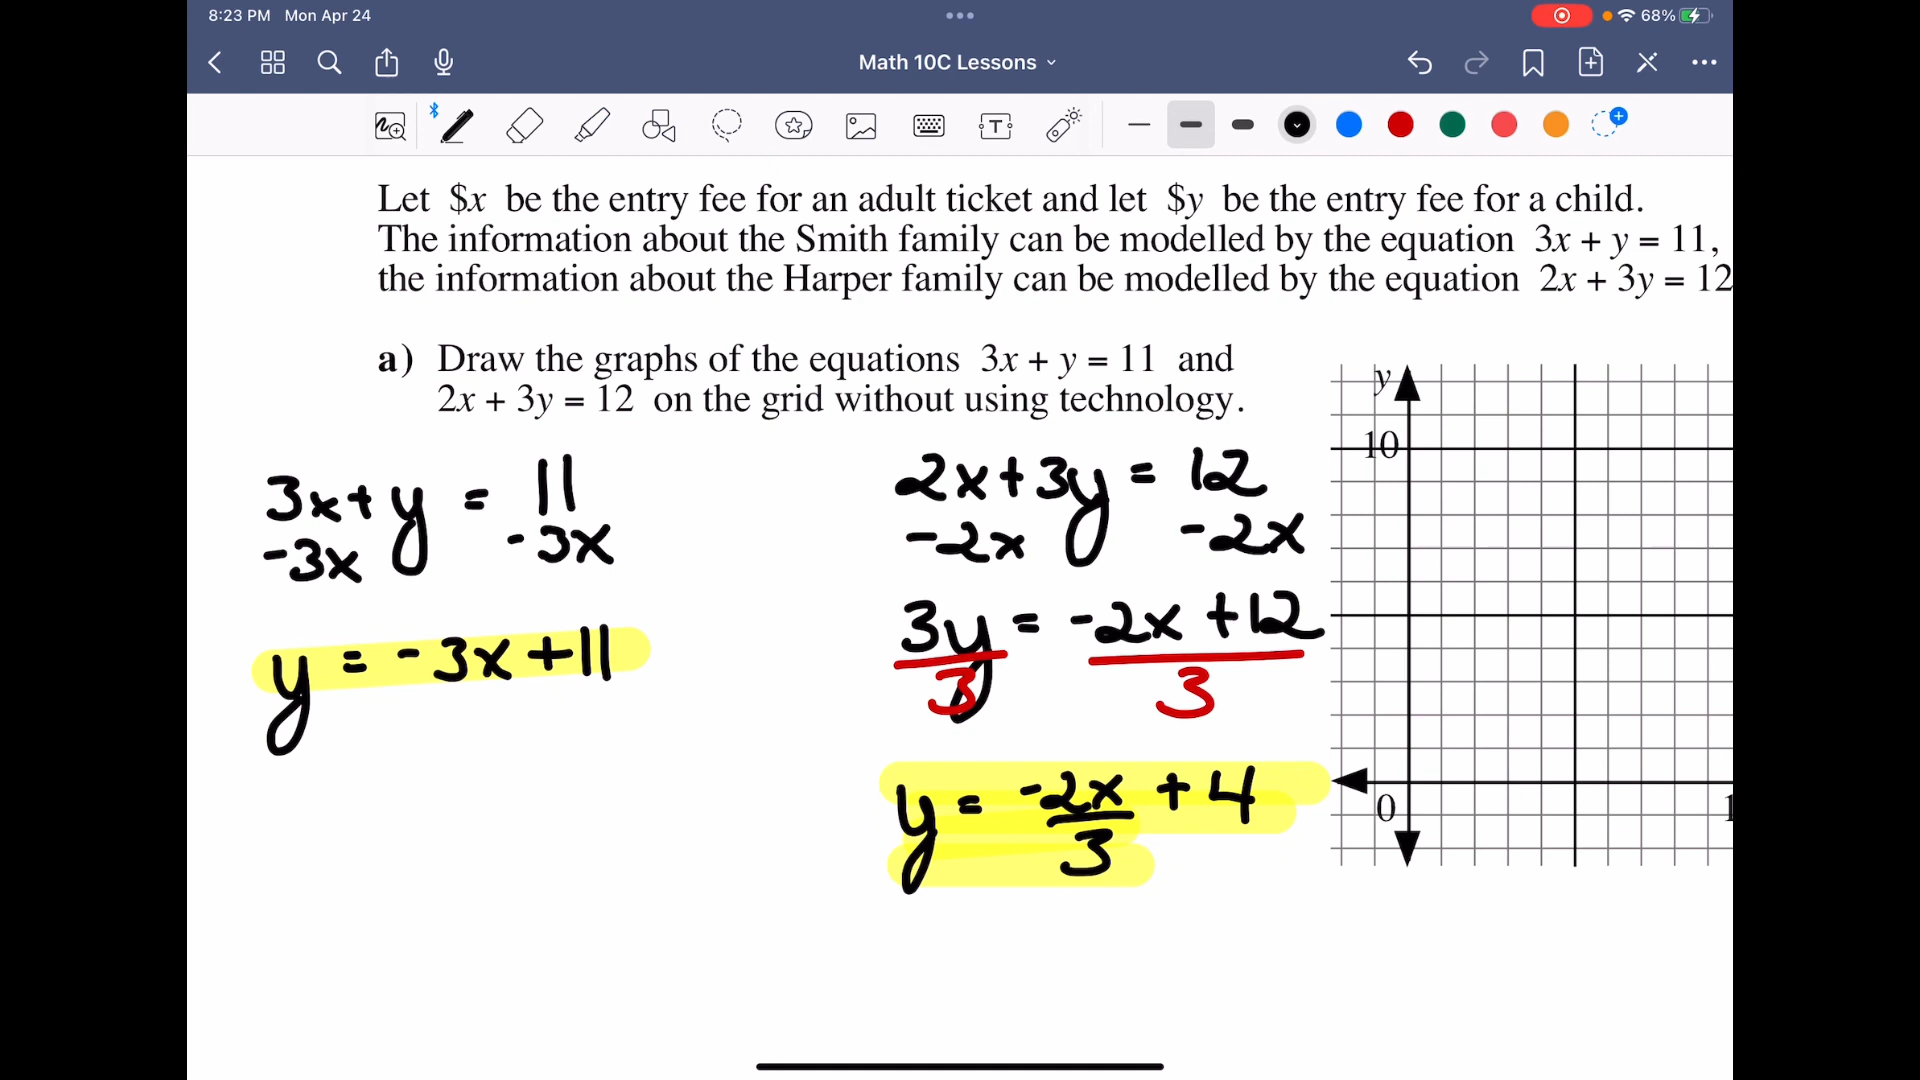 8:23 PM Mon Apr 24
68%
Math 10C Lessons
T
Let $x be the entry fee for an adult ticket and let $y be the entry fee for a child.
The information about the Smith family can be modelled by the equation 3x + y = 11,
the information about the Harper family can be modelled by the equation 2x + 3y = 12
a) Draw the graphs of the equations 3x + y = 11 and
2x + 3y = 12 on the grid without using technology.
3x+y = 11
-3x -3x
y = -3x+11
2x+3y = 12
-2x -2x
3y = -2x +12
3 3
y = -2x + 4
3
y
10
0
1